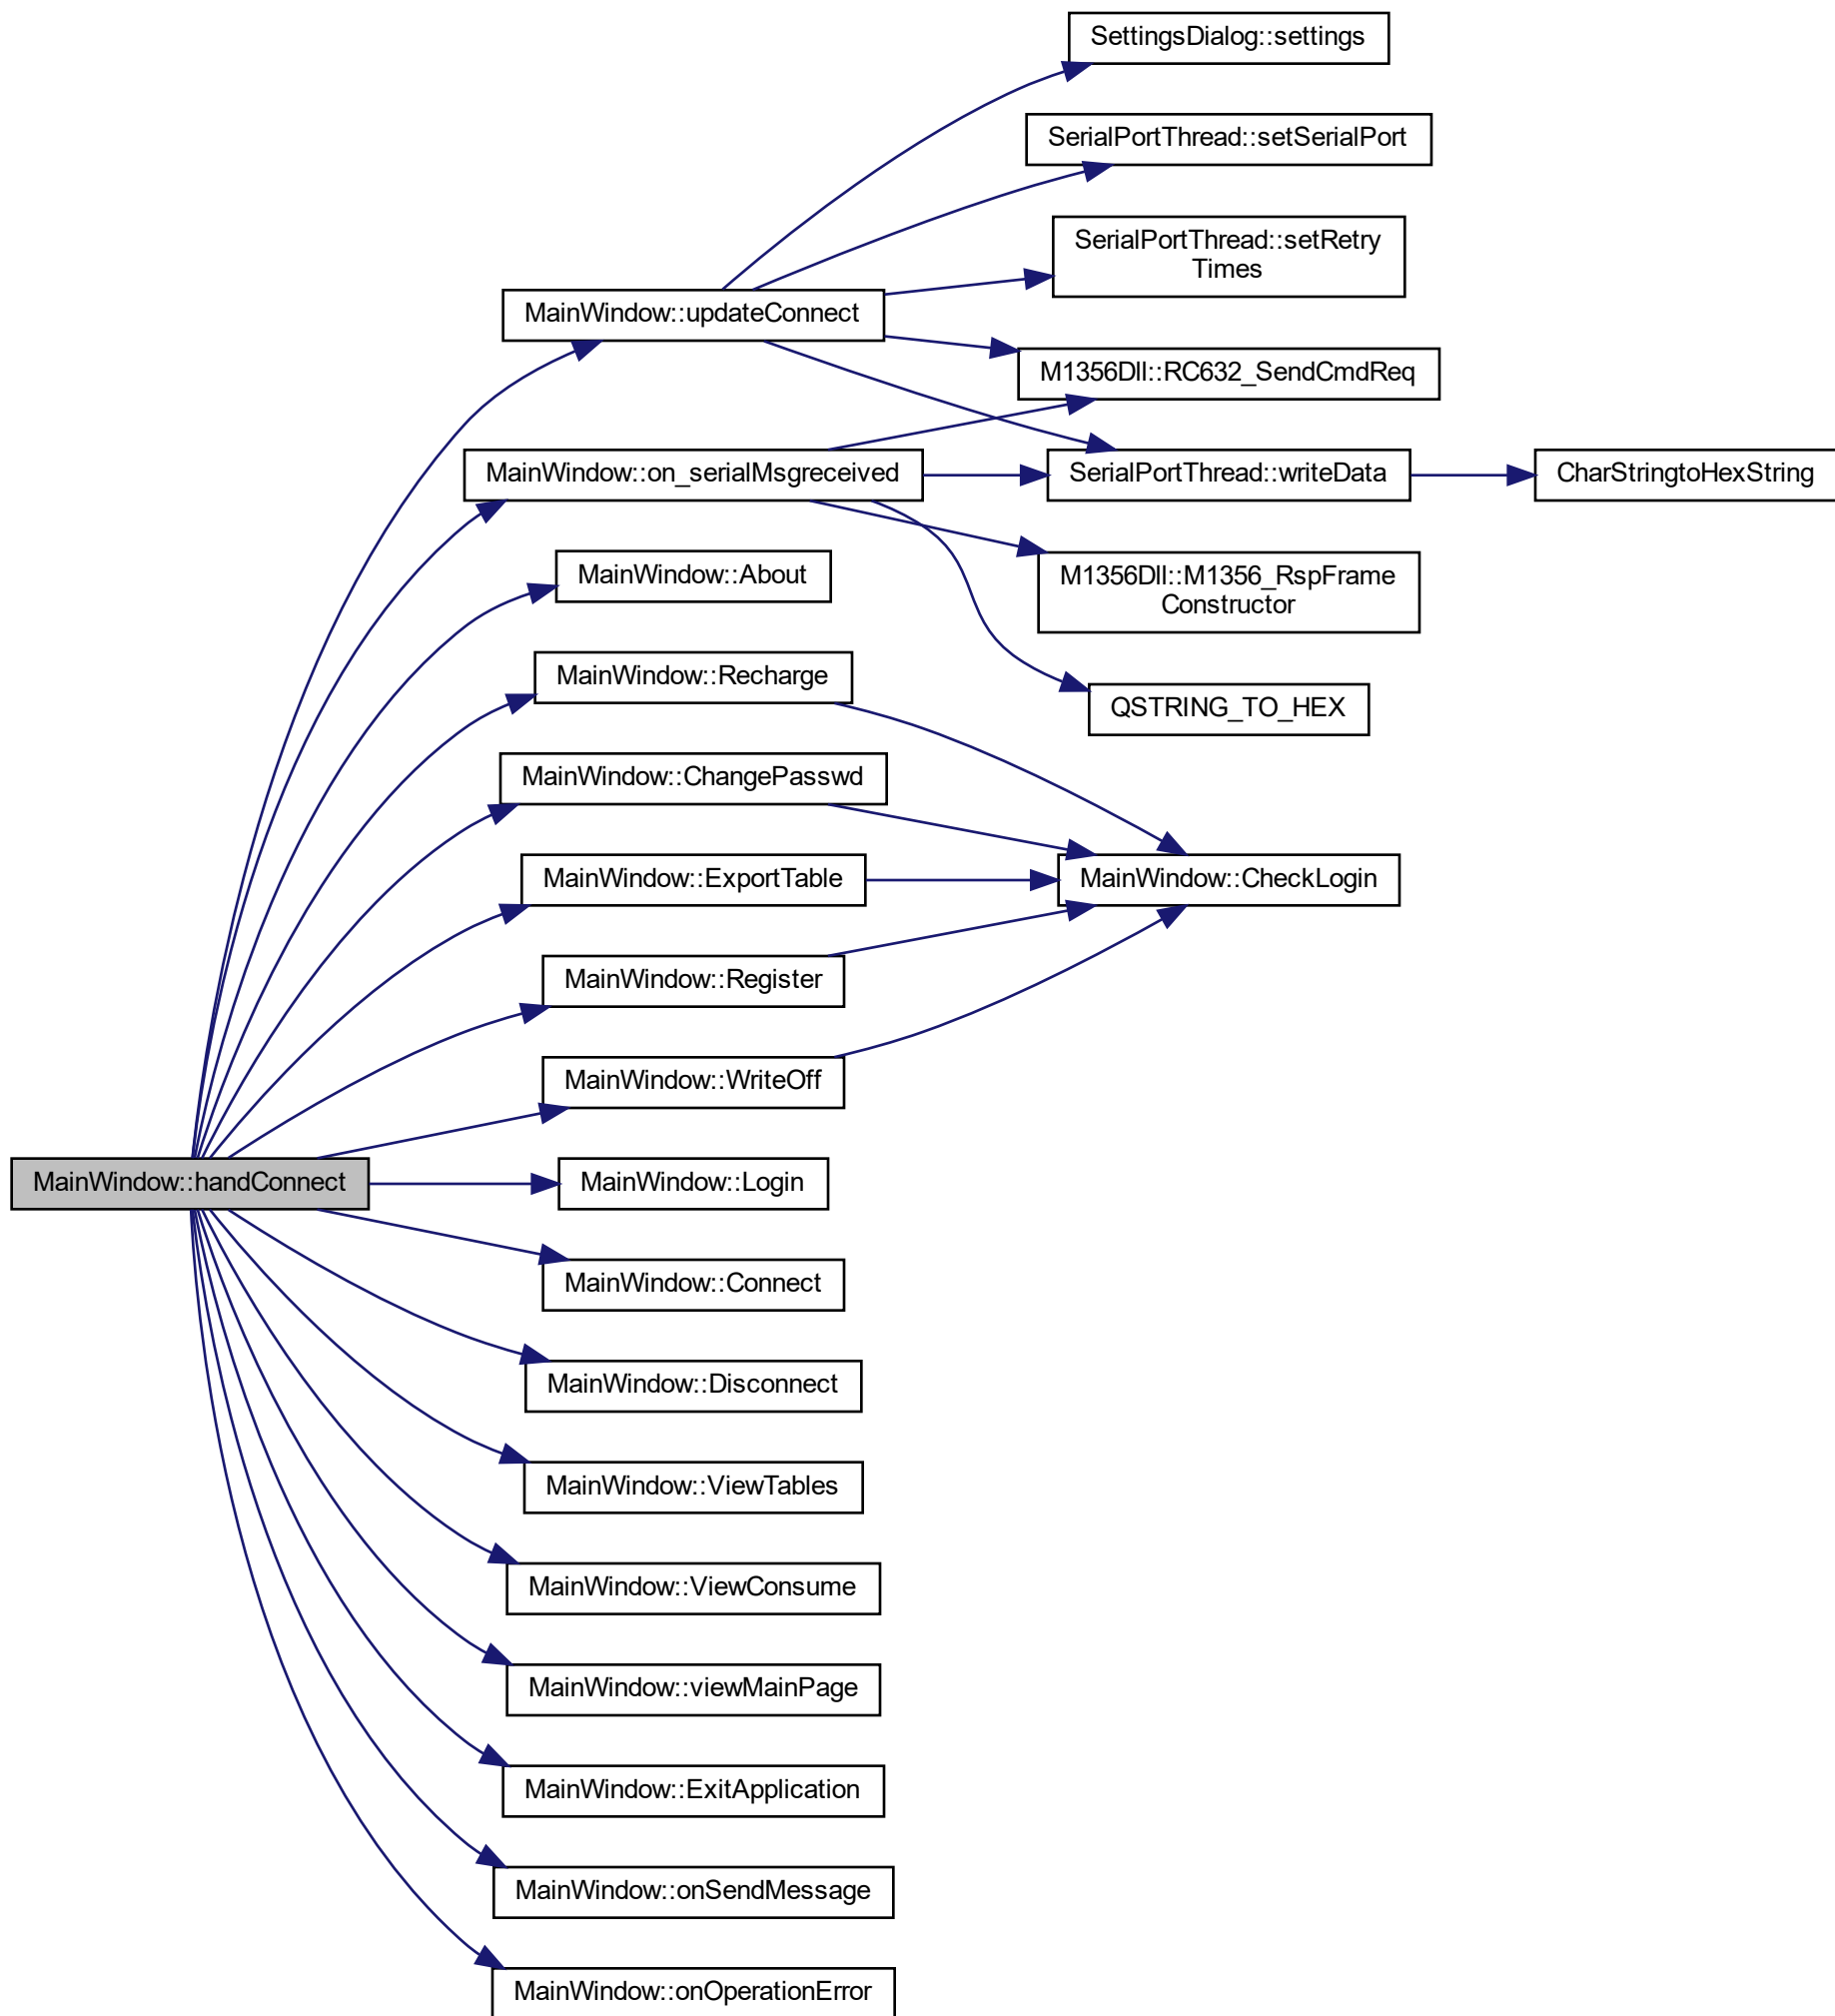 SettingsDialog::settings
SerialPortThread::setSerialPort
SerialPortThread::setRetry
Times
MainWindow::updateConnect
M1356Dll::RC632_SendCmdReq
MainWindow::on_serialMsgreceived
SerialPortThread::writeData
CharStringtoHexString
MainWindow::About
M1356Dll::M1356_RspFrame
Constructor
MainWindow::Recharge
QSTRING_TO_HEX
MainWindow::ChangePasswd
MainWindow::ExportTable
MainWindow::CheckLogin
MainWindow::Register
MainWindow::WriteOff
MainWindow::handConnect
MainWindow::Login
MainWindow::Connect
MainWindow::Disconnect
MainWindow::ViewTables
MainWindow::ViewConsume
MainWindow::viewMainPage
MainWindow::ExitApplication
MainWindow::onSendMessage
MainWindow::onOperationError